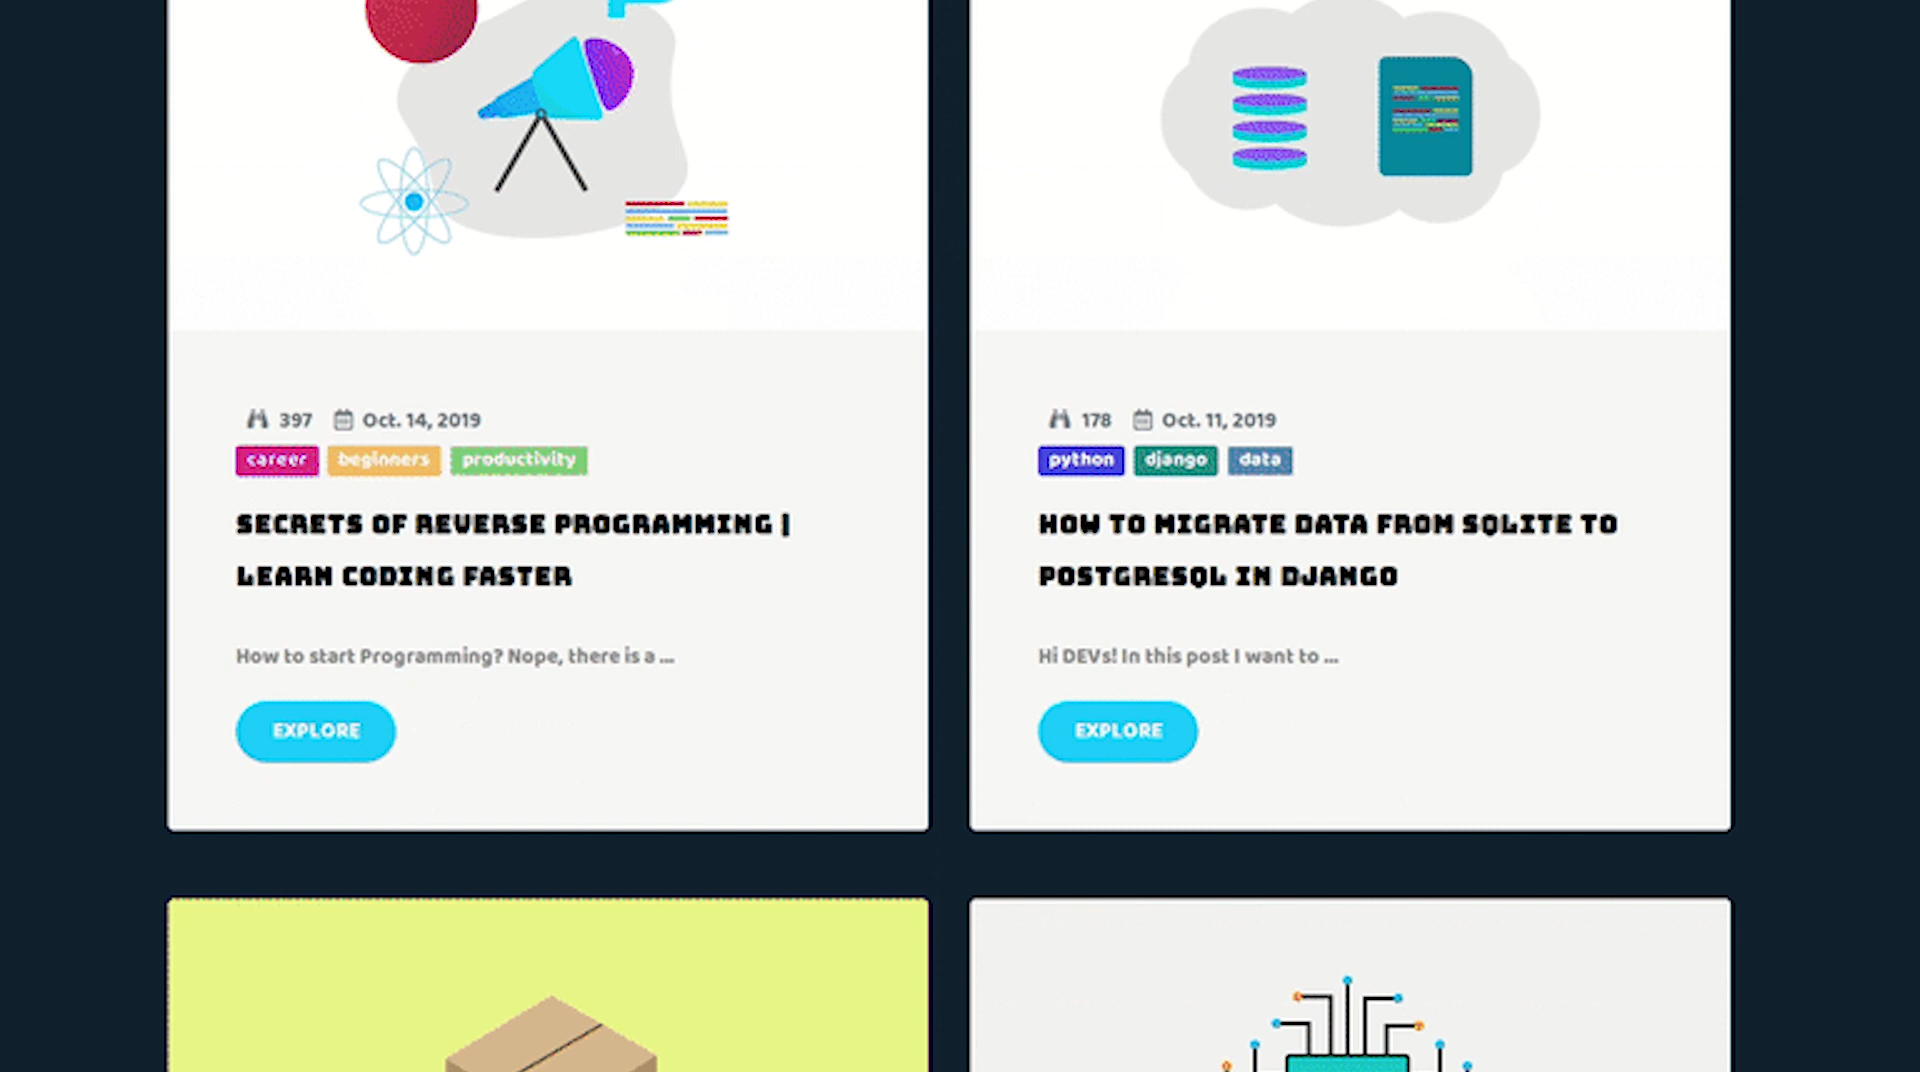 397 Oct. 14, 2019
career beginners productivity
SECRETS OF REVERSE PROGRAMMING |
LEARN CODING FASTER
How to start Programming? Nope, there is a ...
EXPLORE
178 Oct. 11, 2019
python django data
HOW TO MIGRATE DATA FROM SQLITE TO
POSTGRESQL IN DJANGO
Hi DEVs! In this post I want to ...
EXPLORE